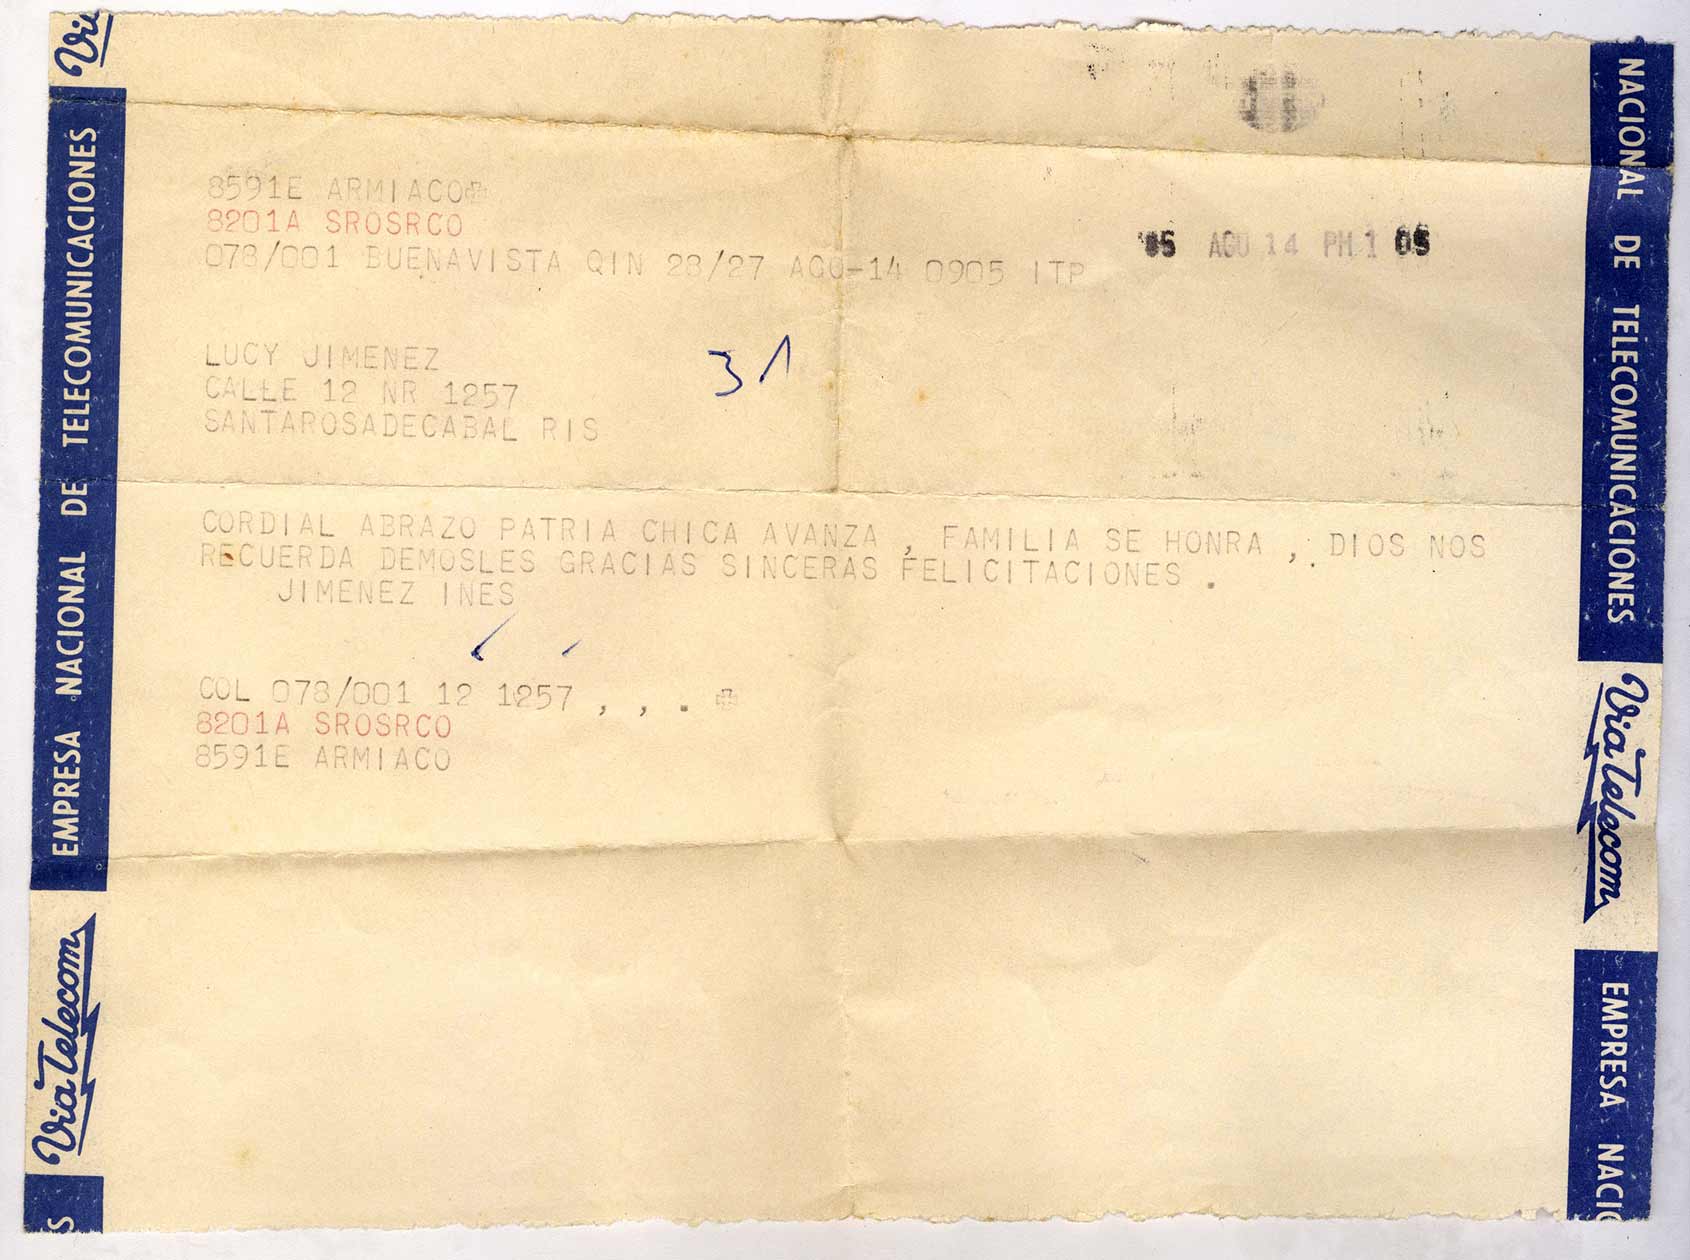 8591E ARMIACO
8201A SROSRCO
078/001 BUENAVISTA QIN 28/27 AGO-14 0905 ITP
AGO 14 PM 1 05
LUCY JIMENEZ
CALLE 12 NR 1257
SANTAROSADECABAL RIS
31
CORDIAL ABRAZO PATRIA CHICA AVANZA , FAMILIA SE HONRA , DIOS NOS
RECUERDA DEMOSLES GRACIAS SINCERAS FELICITACIONES .
JIMENEZ INES
COL 078/001 12 1257 , , .
8201A SROSRCO
8591E ARMIACO
EMPRESA NACIONAL DE TELECOMUNICACIONES
Via Telecom
NACIONAL DE TELECOMUNICACIONES
Via Telecom
EMPRESA NACI